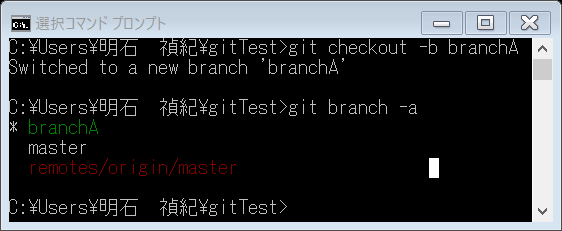 選択コマンド プロンプト
C:¥Users¥明石　禎紀¥gitTest>git checkout -b branchA
Switched to a new branch 'branchA'
C:¥Users¥明石　禎紀¥gitTest>git branch -a
* branchA
master
remotes/origin/master
C:¥Users¥明石　禎紀¥gitTest>